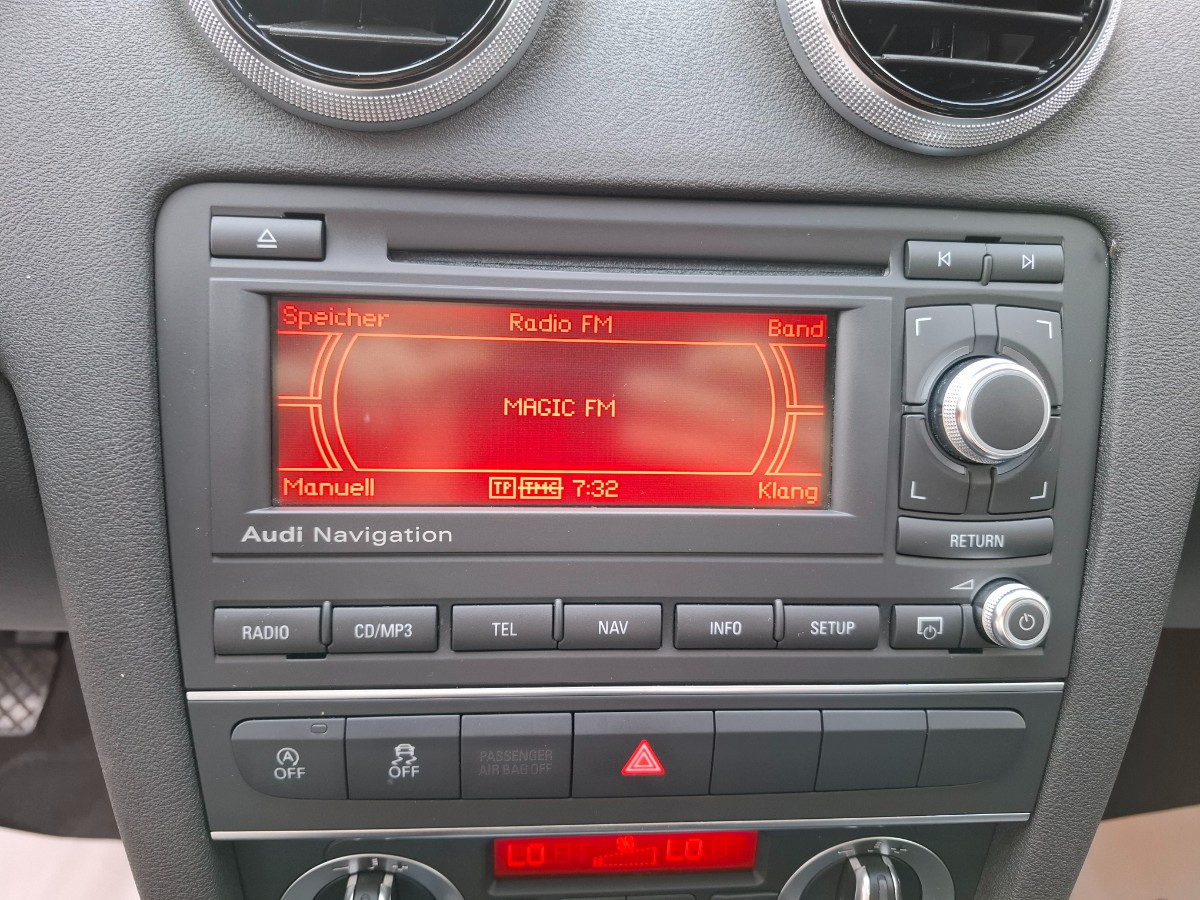 Speicher Radio FM Band
MAGIC FM
Manuell TP TMC 7:32 Klang
Audi Navigation
RETURN
RADIO CD/MP3 TEL NAV INFO SETUP
A OFF OFF PASSENGER AIR BAG OFF
LO LO